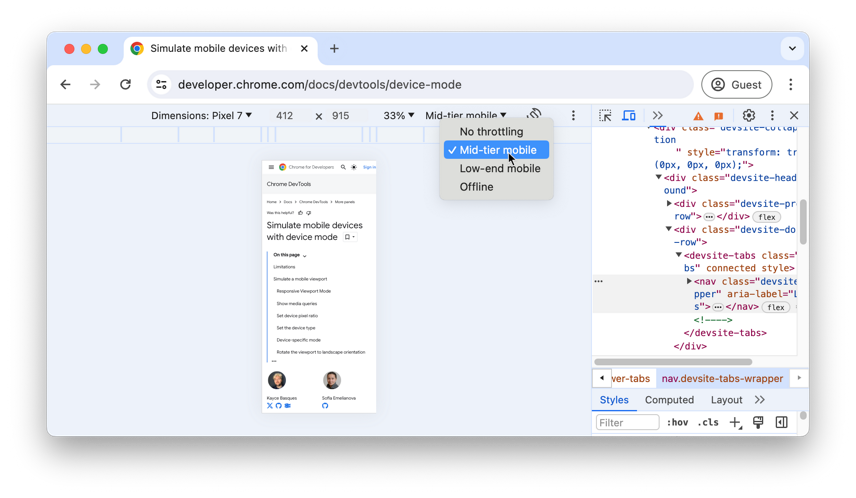 Simulate mobile devices with
developer.chrome.com/docs/devtools/device-mode
Guest
Dimensions: Pixel 7
412
×
915
33%
Mid-tier mobile
No throttling
Mid-tier mobile
Low-end mobile
Offline
Chrome for Developers
Sign in
Chrome DevTools
Home > Docs > Chrome DevTools > More panels
Was this helpful?
Simulate mobile devices
with device mode
On this page
Limitations
Simulate a mobile viewport
Responsive Viewport Mode
Show media queries
Set device pixel ratio
Set the device type
Device-specific mode
Rotate the viewport to landscape orientation
Kayce Basques
Sofia Emelianova
<div class="devsite-collap
tion
" style="transform: tr
(0px, 0px, 0px);">
<div class="devsite-head
ound">
<div class="devsite-pr
row"> … </div> flex
<div class="devsite-do
-row">
<devsite-tabs class="
bs" connected style>
<nav class="devsite
pper" aria-label="L
s"> … </nav> flex
<!---->
</devsite-tabs>
</div>
wer-tabs
nav.devsite-tabs-wrapper
Styles
Computed
Layout
Filter
:hov
.cls